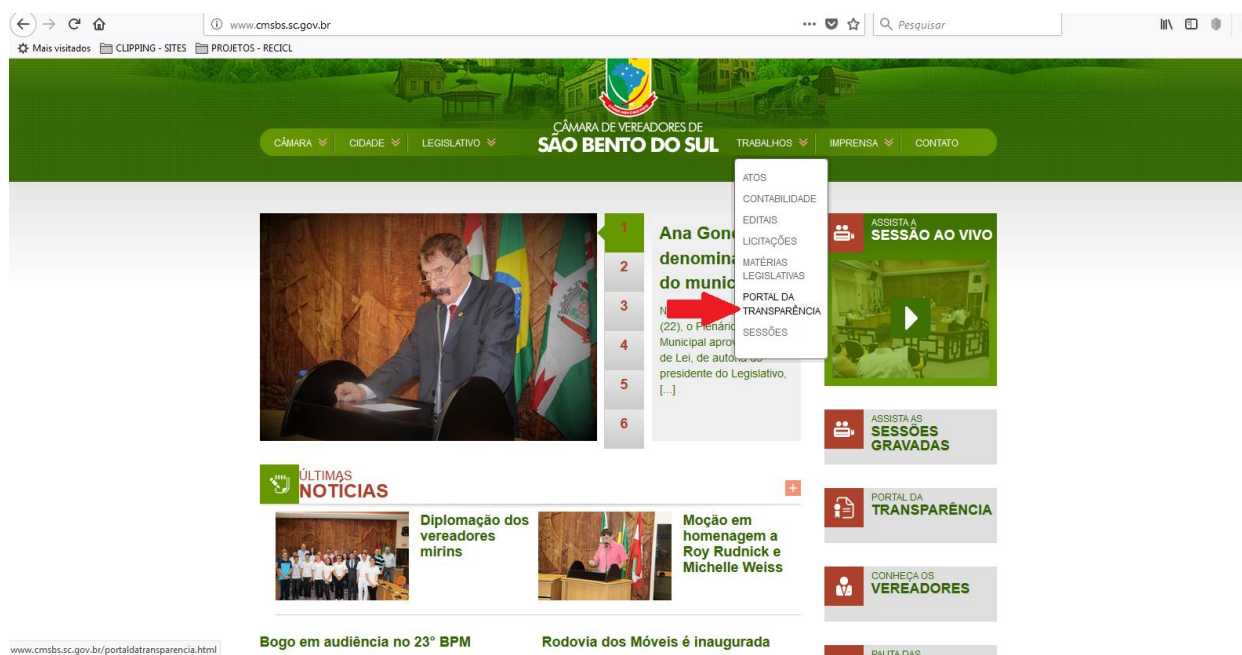 www.cmsbs.sc.gov.br
Pesquisar
Mais visitados CLIPPING - SITES PROJETOS - RECICL
CÂMARA DE VEREADORES DE
SÃO BENTO DO SUL
CÂMARA CIDADE LEGISLATIVO TRABALHOS IMPRENSA CONTATO
ATOS
CONTABILIDADE
EDITAIS
LICITAÇÕES
MATÉRIAS
LEGISLATIVAS
PORTAL DA
TRANSPARÊNCIA
SESSÕES
1
2
3
4
5
6
Ana
denomina
do munic
(22), o Plenário
Municipal
de Lei, de autoria do
presidente do Legislativo,
[...]
ASSISTA A
SESSÃO AO VIVO
ASSISTA AS
SESSÕES
GRAVADAS
PORTAL DA
TRANSPARÊNCIA
CONHEÇA OS
VEREADORES
PAUTA DAS
ÚLTIMAS
NOTÍCIAS
+
Diplomação dos
vereadores
mirins
Moção em
homenagem a
Roy Rudnick e
Michelle Weiss
Bogo em audiência no 23° BPM
Rodovia dos Móveis é inaugurada
www.cmsbs.sc.gov.br/portaldatransparencia.html